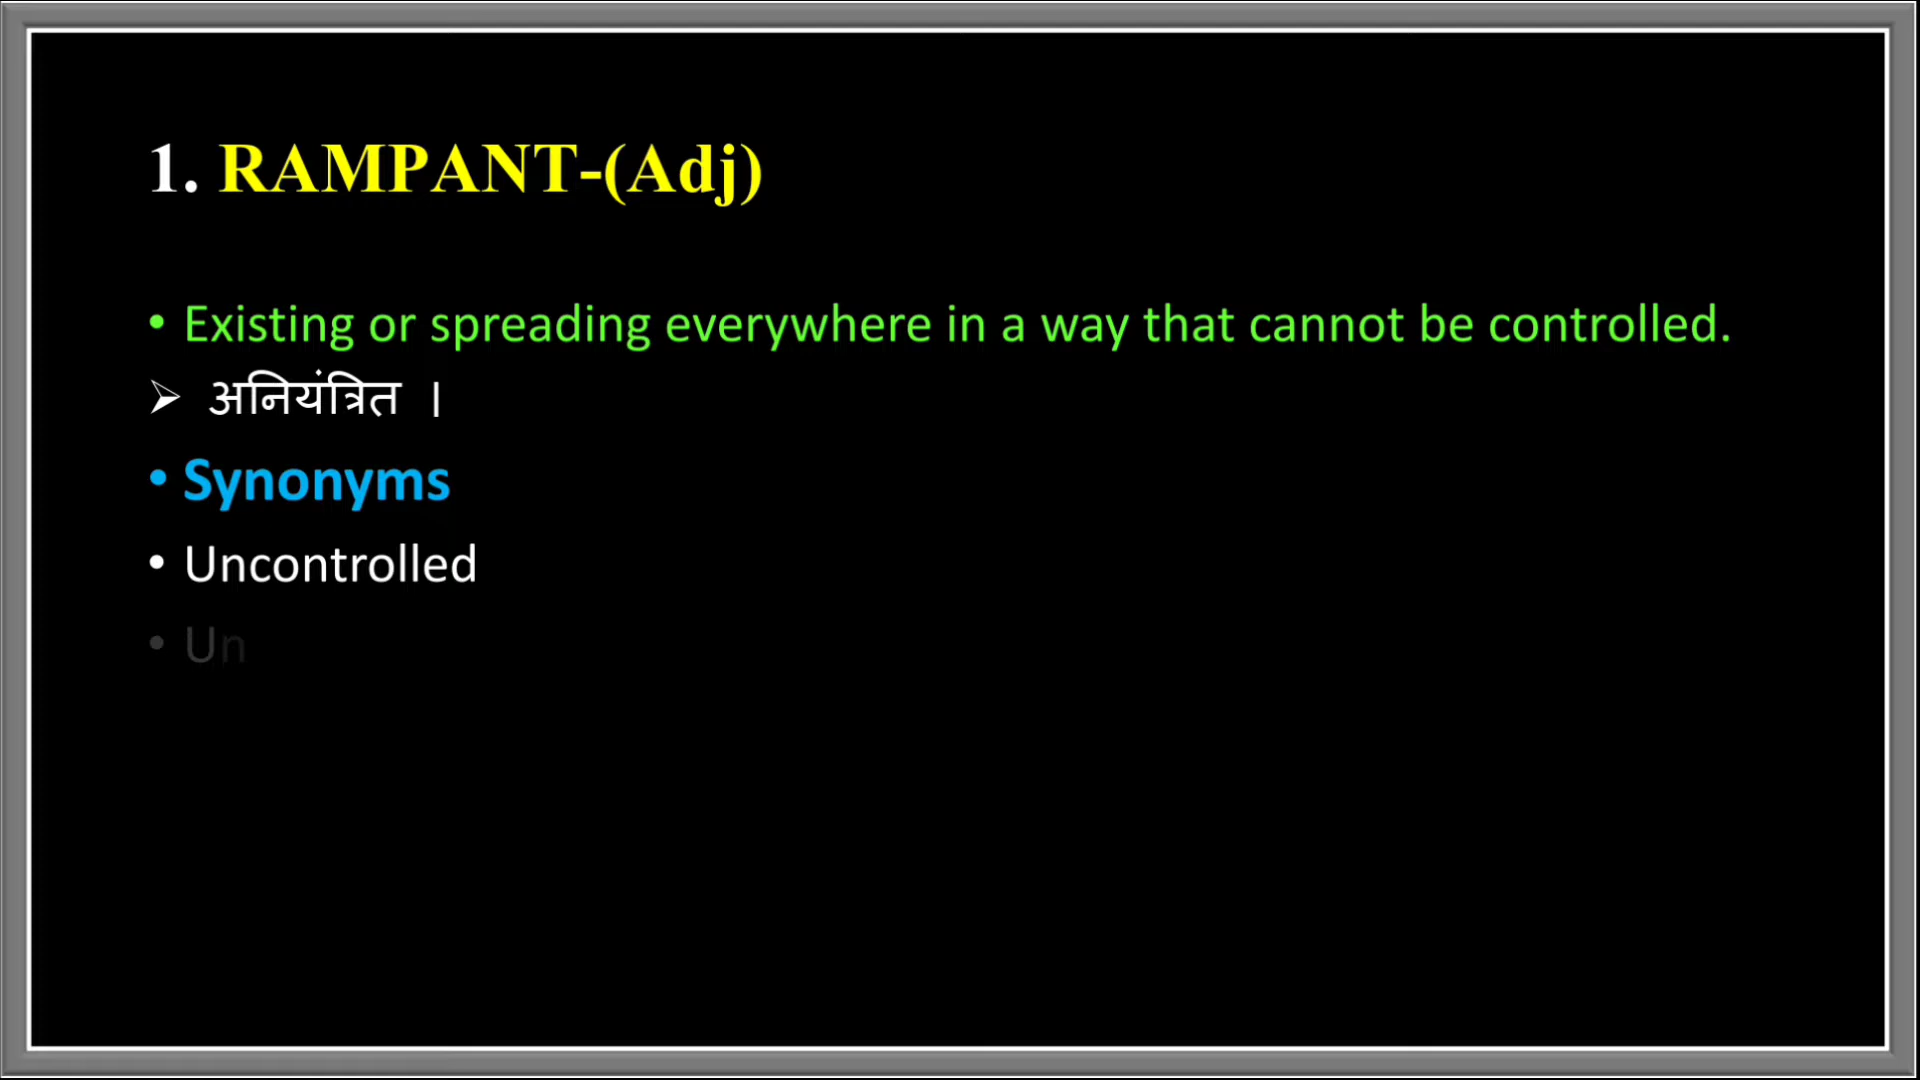 1. RAMPANT-(Adj)
• Existing or spreading everywhere in a way that cannot be controlled.
➢ अनियंत्रित ।
• Synonyms
• Uncontrolled
• Un